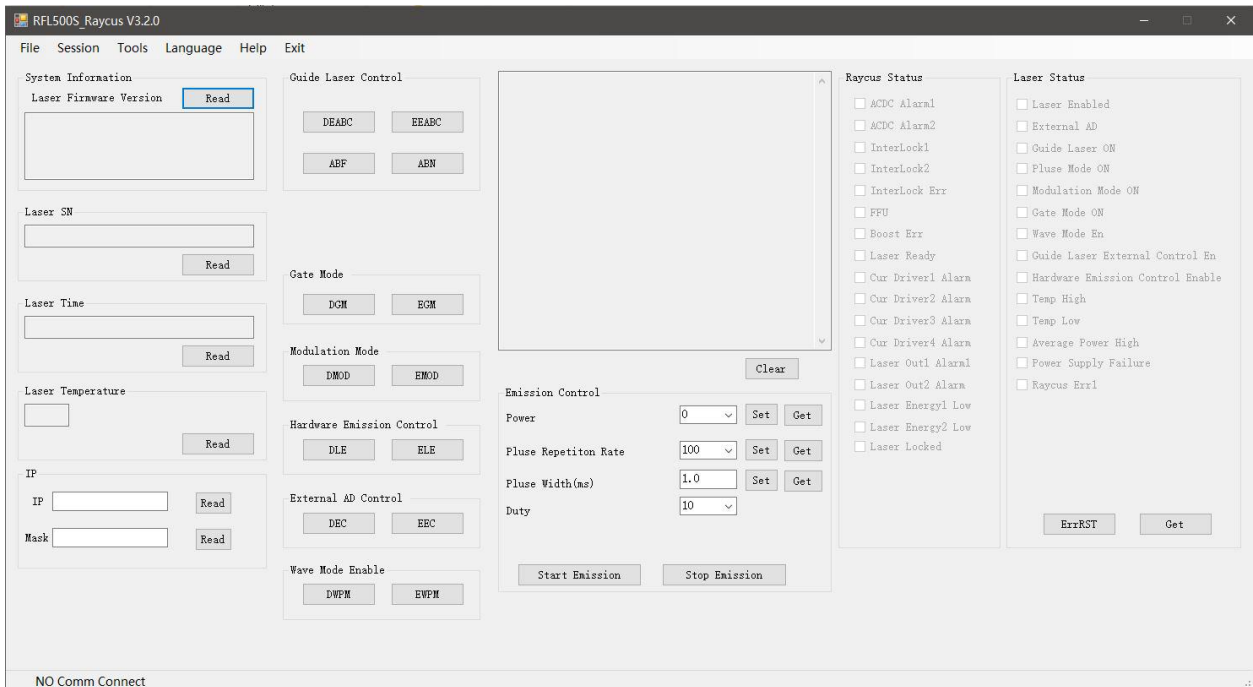 RFL500S_Raycus V3.2.0
File Session Tools Language Help Exit
System Information
Laser Firmware Version Read
Laser SN
Read
Laser Time
Read
Laser Temperature
Read
IP
IP Read
Mask Read
Guide Laser Control
DEABC EEABC
ABF ABN
Gate Mode
DGM EGM
Modulation Mode
DMOD EMOD
Hardware Emission Control
DLE ELE
External AD Control
DEC EEC
Wave Mode Enable
DWPM EWPM
Clear
Emission Control
Power 0 Set Get
Pluse Repetiton Rate 100 Set Get
Pluse Width(ms) 1.0 Set Get
Duty 10
Start Emission Stop Emission
Raycus Status
ACDC Alarm1
ACDC Alarm2
InterLock1
InterLock2
InterLock Err
FFU
Boost Err
Laser Ready
Cur Driver1 Alarm
Cur Driver2 Alarm
Cur Driver3 Alarm
Cur Driver4 Alarm
Laser Out1 Alarm1
Laser Out2 Alarm
Laser Energy1 Low
Laser Energy2 Low
Laser Locked
Laser Status
Laser Enabled
External AD
Guide Laser ON
Pluse Mode ON
Modulation Mode ON
Gate Mode ON
Wave Mode En
Guide Laser External Control En
Hardware Emission Control Enable
Temp High
Temp Low
Average Power High
Power Supply Failure
Raycus Err1
ErrRST Get
NO Comm Connect